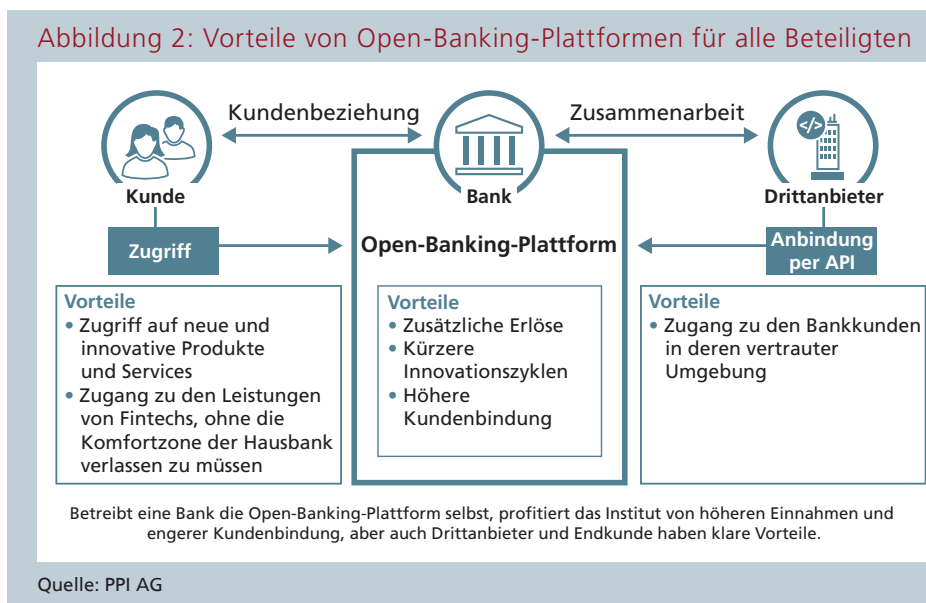 Abbildung 2: Vorteile von Open-Banking-Plattformen für alle Beteiligten
Kundenbeziehung
Zusammenarbeit
</>
Kunde
Bank
Drittanbieter
Zugriff
Open-Banking-Plattform
Anbindung
per API
Vorteile
• Zugriff auf neue und
innovative Produkte
und Services
• Zugang zu den Leistungen
von Fintechs, ohne die
Komfortzone der Hausbank
verlassen zu müssen
Vorteile
• Zusätzliche Erlöse
• Kürzere
Innovationszyklen
• Höhere
Kundenbindung
Vorteile
• Zugang zu den Bankkunden
in deren vertrauter
Umgebung
Betreibt eine Bank die Open-Banking-Plattform selbst, profitiert das Institut von höheren Einnahmen und
engerer Kundenbindung, aber auch Drittanbieter und Endkunde haben klare Vorteile.
Quelle: PPI AG